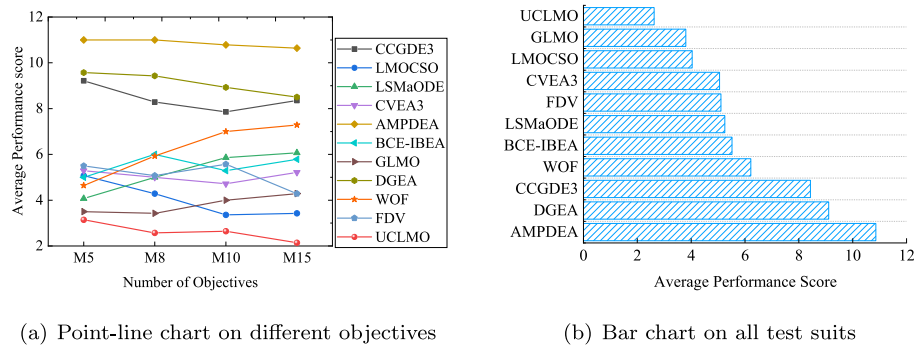 12
10
8
6
4
2
Average Performance score
M5 M8 M10 M15
Number of Objectives
CCGDE3
LMOCSO
LSMaODE
CVEA3
AMPDEA
BCE-IBEA
GLMO
DGEA
WOF
FDV
UCLMO
(a) Point-line chart on different objectives
UCLMO
GLMO
LMOCSO
CVEA3
FDV
LSMaODE
BCE-IBEA
WOF
CCGDE3
DGEA
AMPDEA
0 2 4 6 8 10 12
Average Performance Score
(b) Bar chart on all test suits